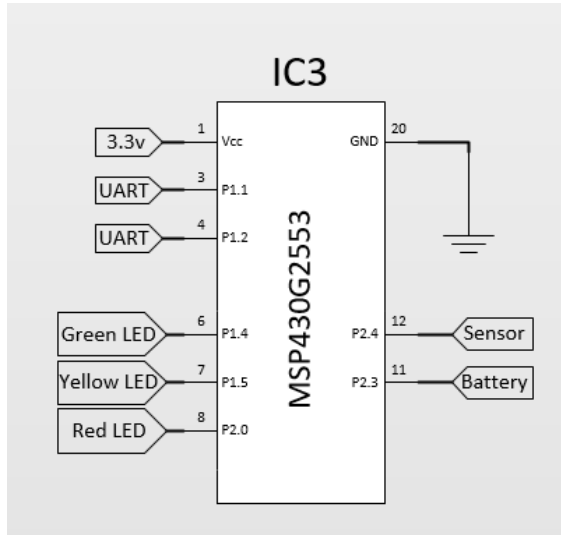 IC3
3.3v 1 Vcc GND 20
UART 3 P1.1
UART 4 P1.2
MSP430G2553
Green LED 6 P1.4 P2.4 12 Sensor
Yellow LED 7 P1.5 P2.3 11 Battery
Red LED 8 P2.0